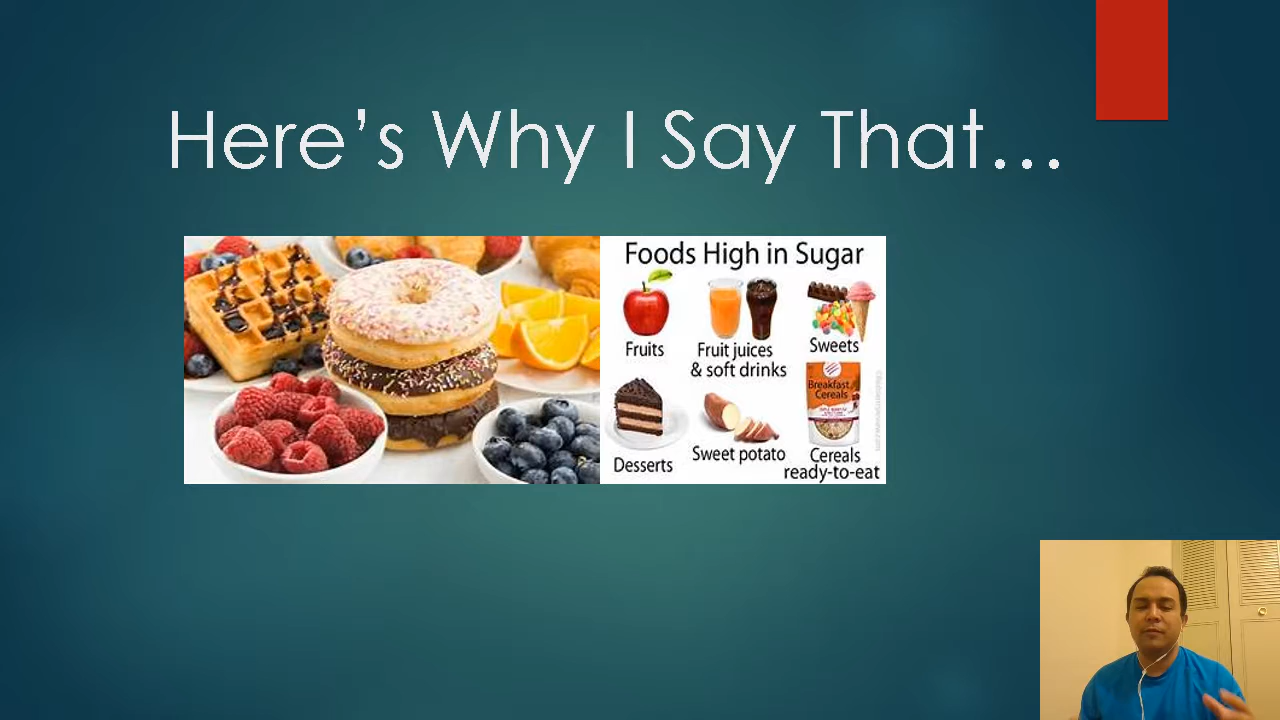 Here's Why I Say That...
Foods High in Sugar
Fruits
Fruit juices
& soft drinks
Sweets
Desserts
Sweet potato
Breakfast
Cereals
Cereals
ready-to-eat